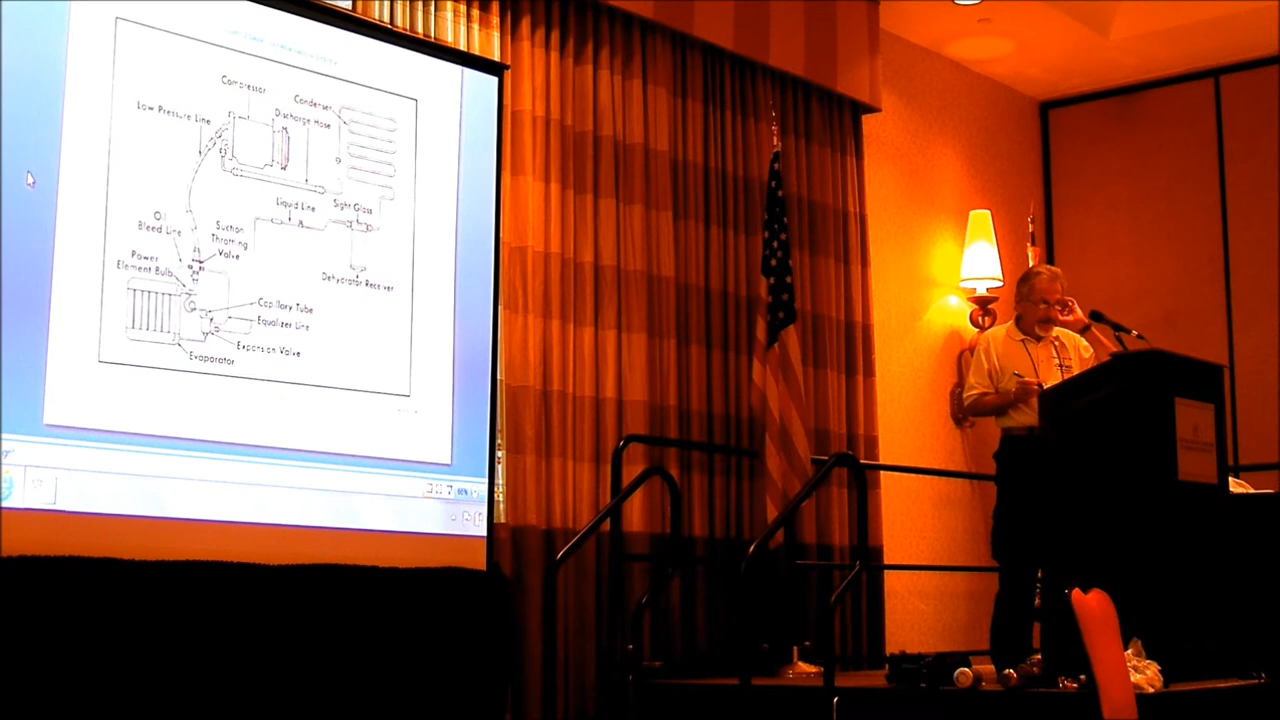 Compressor
Condenser
Low Pressure Line
Discharge Hose
Liquid Line
Sight Glass
Oil
Bleed Line
Suction
Throttling
Valve
Power
Element Bulb
Dehydrator Receiver
Capillary Tube
Equalizer Line
Expansion Valve
Evaporator